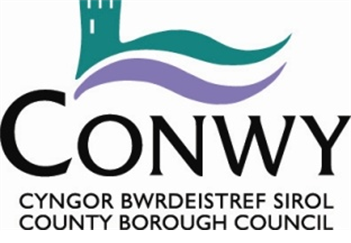 CONWY
CYNGOR BWRDEISTREF SIROL
COUNTY BOROUGH COUNCIL